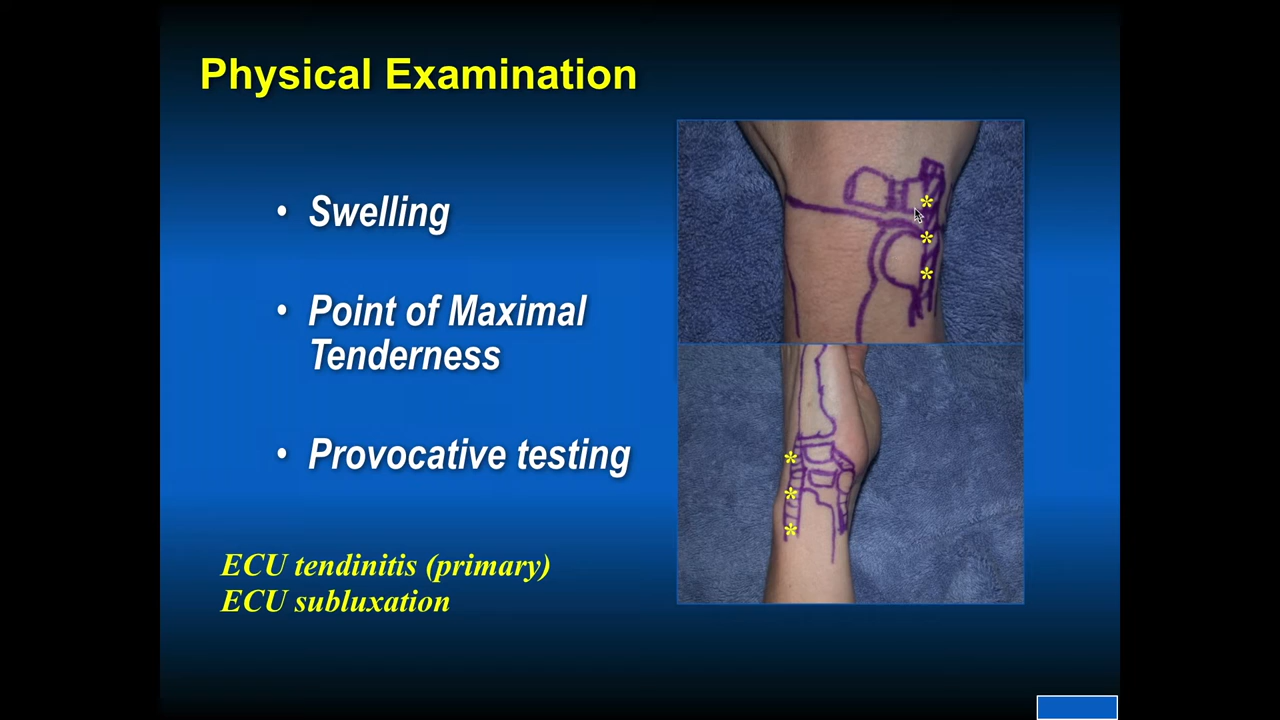 Physical Examination
• Swelling
• Point of Maximal
Tenderness
• Provocative testing
ECU tendinitis (primary)
ECU subluxation
*
*
*
*
*
*